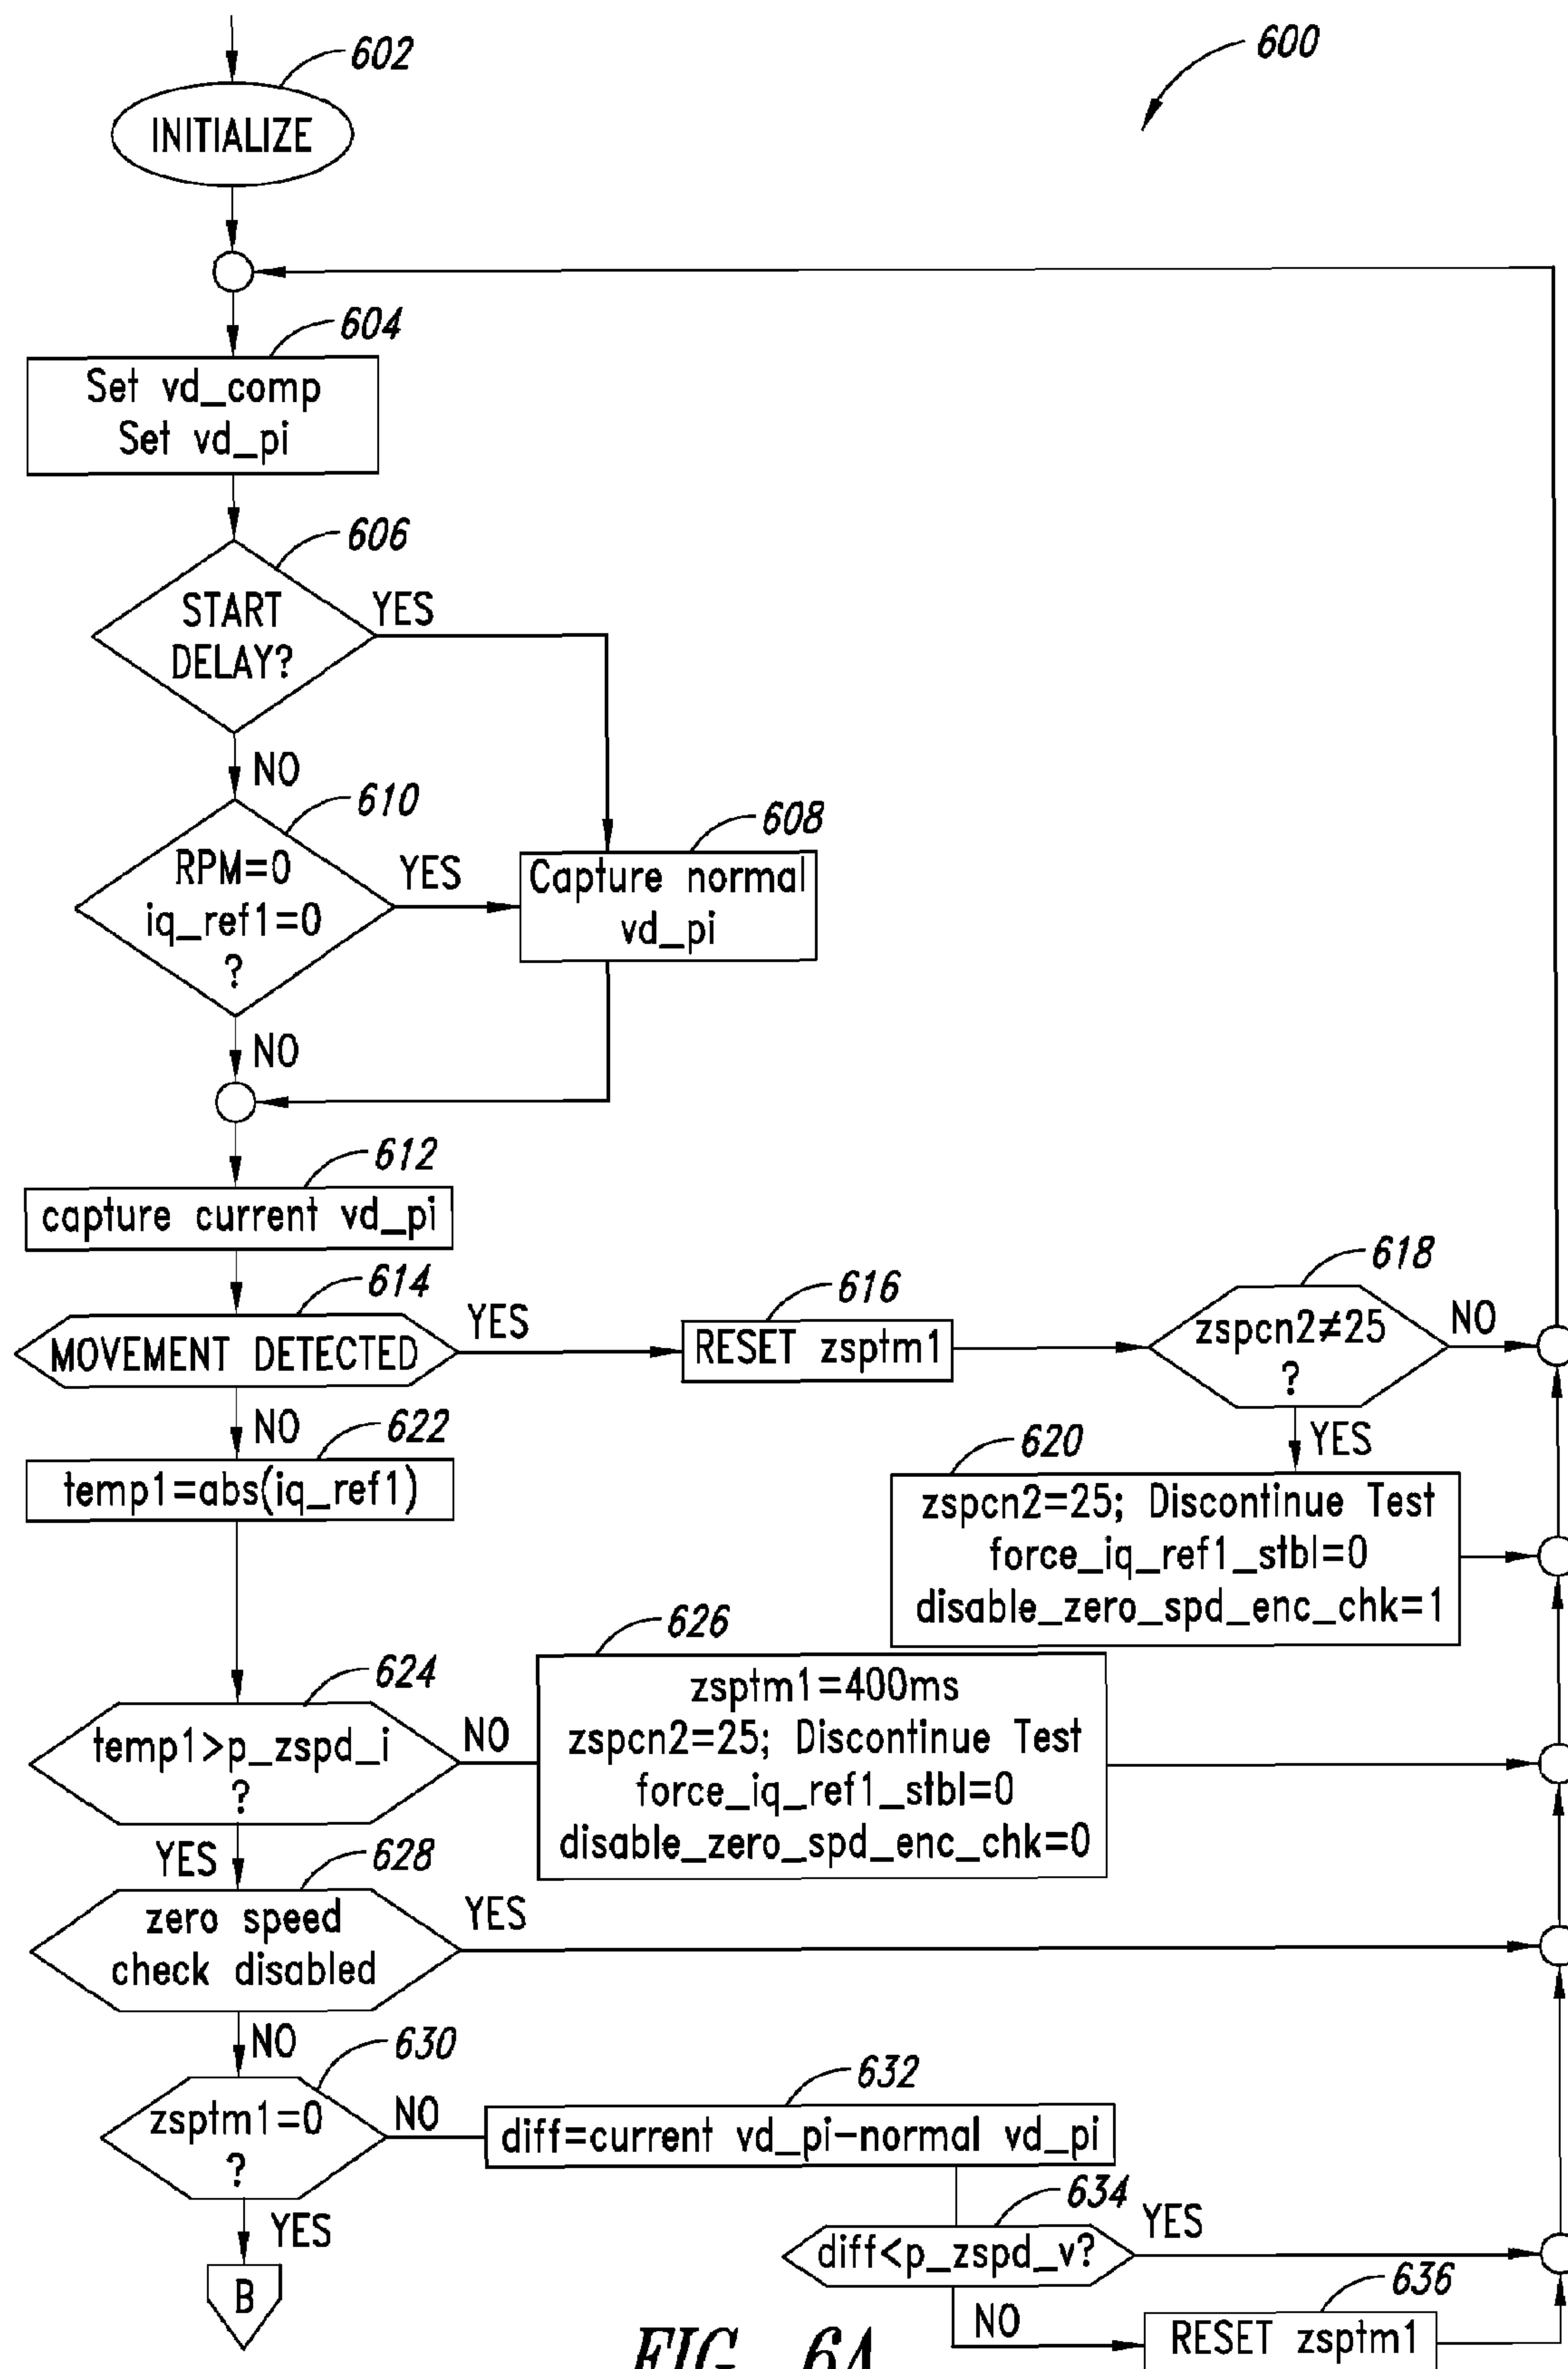 600
602
INITIALIZE
604
Set vd_comp
Set vd_pi
606
START
DELAY?
YES
NO
610
RPM=0
iq_ref1=0
?
YES
608
Capture normal
vd_pi
NO
612
capture current vd_pi
614
MOVEMENT DETECTED
YES
616
RESET zsptm1
618
zspcn2≠25
?
NO
YES
620
zspcn2=25; Discontinue Test
force_iq_ref1_stbl=0
disable_zero_spd_enc_chk=1
NO
622
temp1=abs(iq_ref1)
624
temp1>p_zspd_i
?
NO
626
zsptm1=400ms
zspcn2=25; Discontinue Test
force_iq_ref1_stbl=0
disable_zero_spd_enc_chk=0
YES
628
zero speed
check disabled
YES
NO
630
zsptm1=0
?
NO
632
diff=current vd_pi-normal vd_pi
634
diff<p_zspd_v?
YES
NO
636
RESET zsptm1
YES
B
FIG. 6A